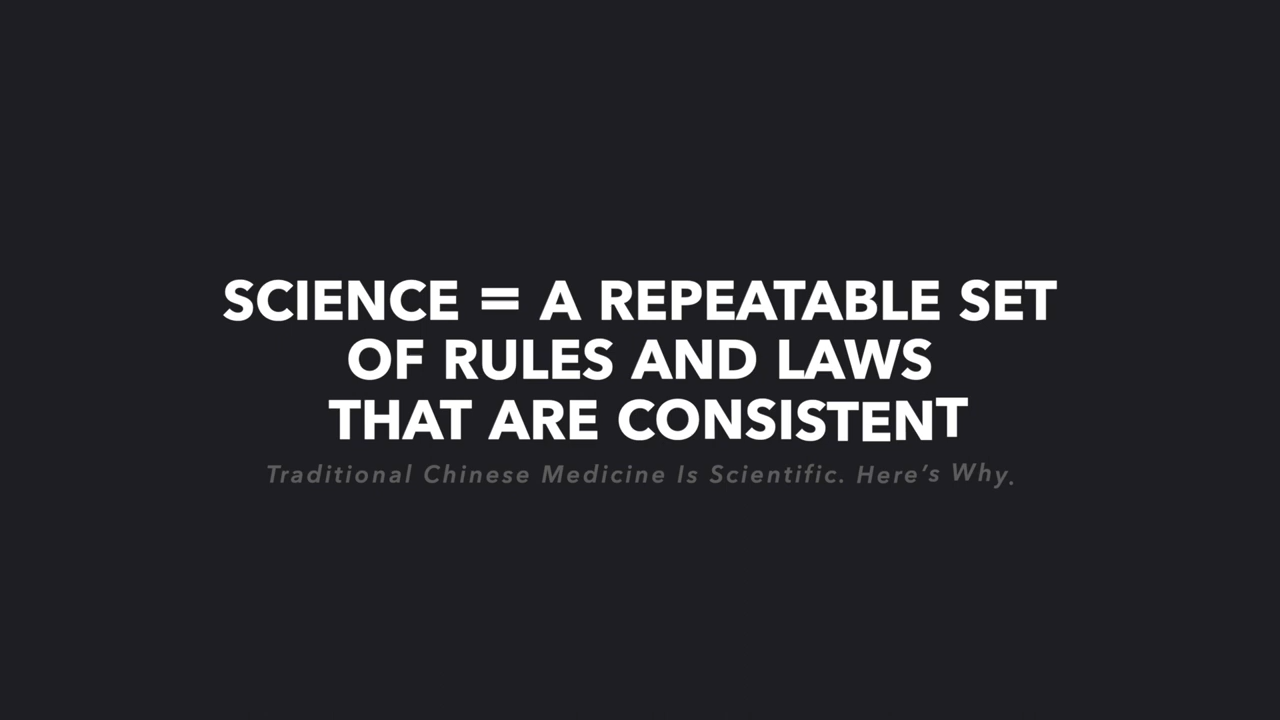 SCIENCE = A REPEATABLE SET
OF RULES AND LAWS
THAT ARE CONSISTENT
Traditional Chinese Medicine Is Scientific. Here's Why.